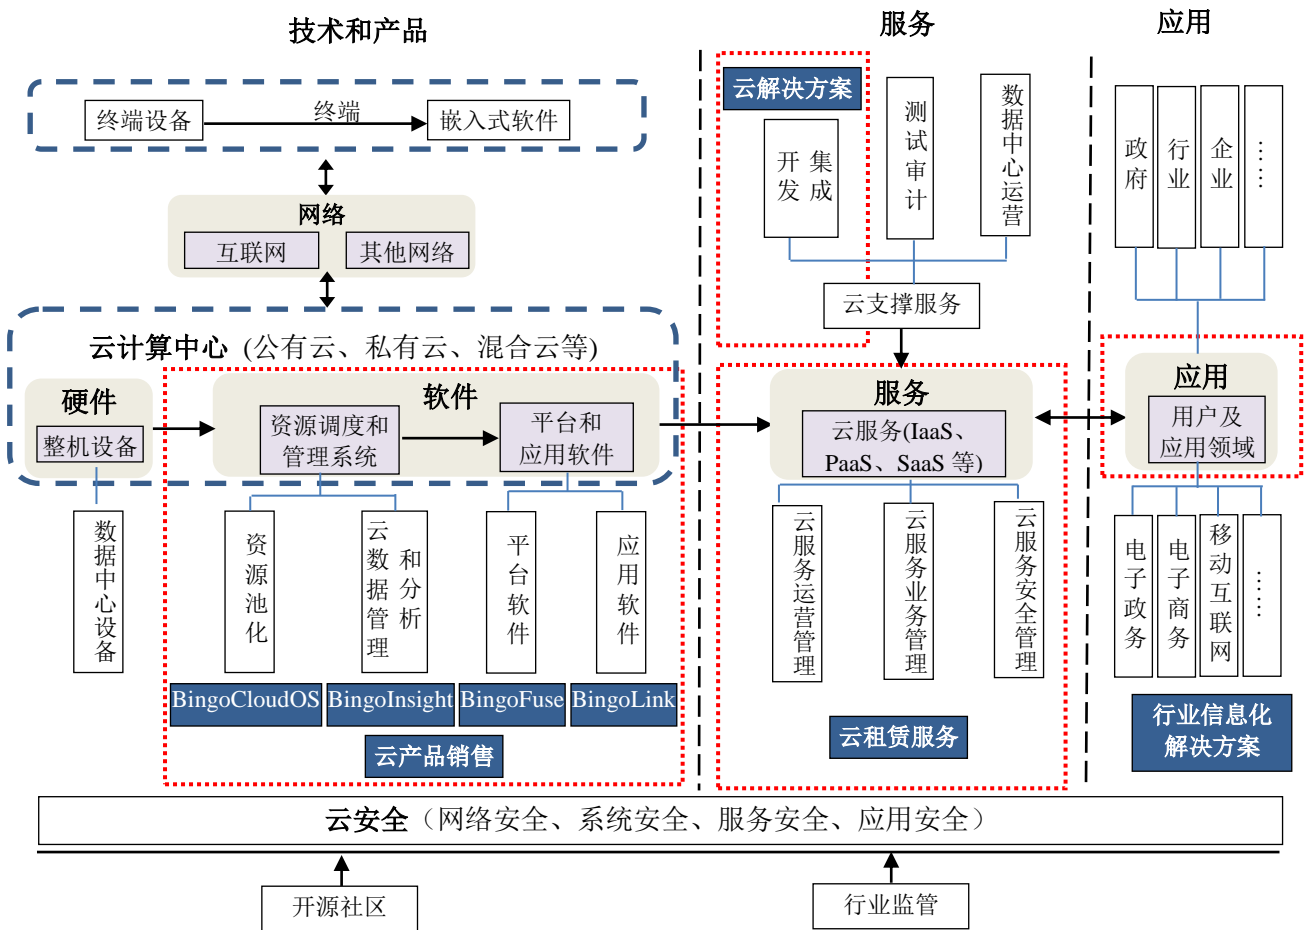 技术和产品
服务
应用
终端设备
终端
嵌入式软件
云解决方案
开发
集成
测试审计
数据中心运营
政府
行业
企业
……
网络
互联网
其他网络
云支撑服务
云计算中心 (公有云、私有云、混合云等)
硬件
整机设备
软件
资源调度和
管理系统
平台和
应用软件
服务
云服务(IaaS、
PaaS、SaaS 等)
应用
用户及
应用领域
数据中心设备
资源池化
云数据管理
和分析
平台软件
应用软件
云服务运营管理
云服务业务管理
云服务安全管理
电子政务
电子商务
移动互联网
……
BingoCloudOS
BingoInsight
BingoFuse
BingoLink
云产品销售
云租赁服务
行业信息化
解决方案
云安全（网络安全、系统安全、服务安全、应用安全）
开源社区
行业监管